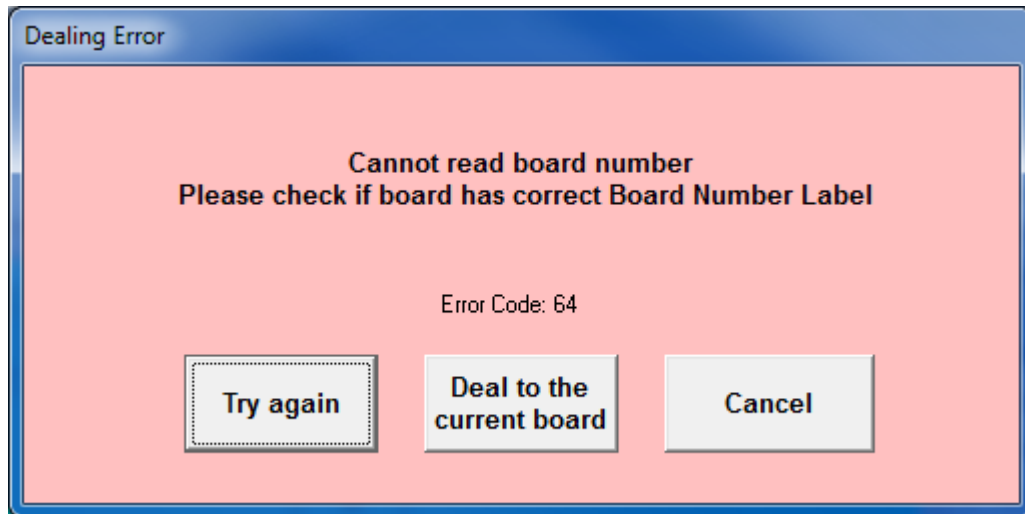 Dealing Error
Cannot read board number
Please check if board has correct Board Number Label
Error Code: 64
Try again
Deal to the
current board
Cancel